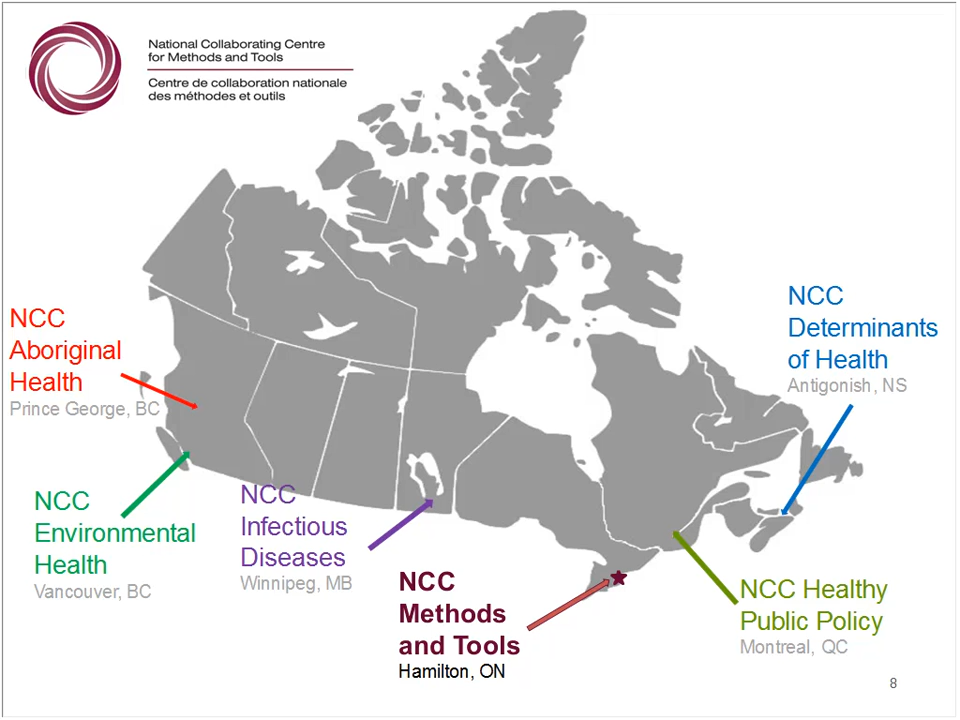 National Collaborating Centre
for Methods and Tools
Centre de collaboration nationale
des méthodes et outils
NCC
Aboriginal
Health
Prince George, BC
NCC
Determinants
of Health
Antigonish, NS
NCC
Environmental
Health
Vancouver, BC
NCC
Infectious
Diseases
Winnipeg, MB
NCC
Methods
and Tools
Hamilton, ON
NCC Healthy
Public Policy
Montreal, QC
8